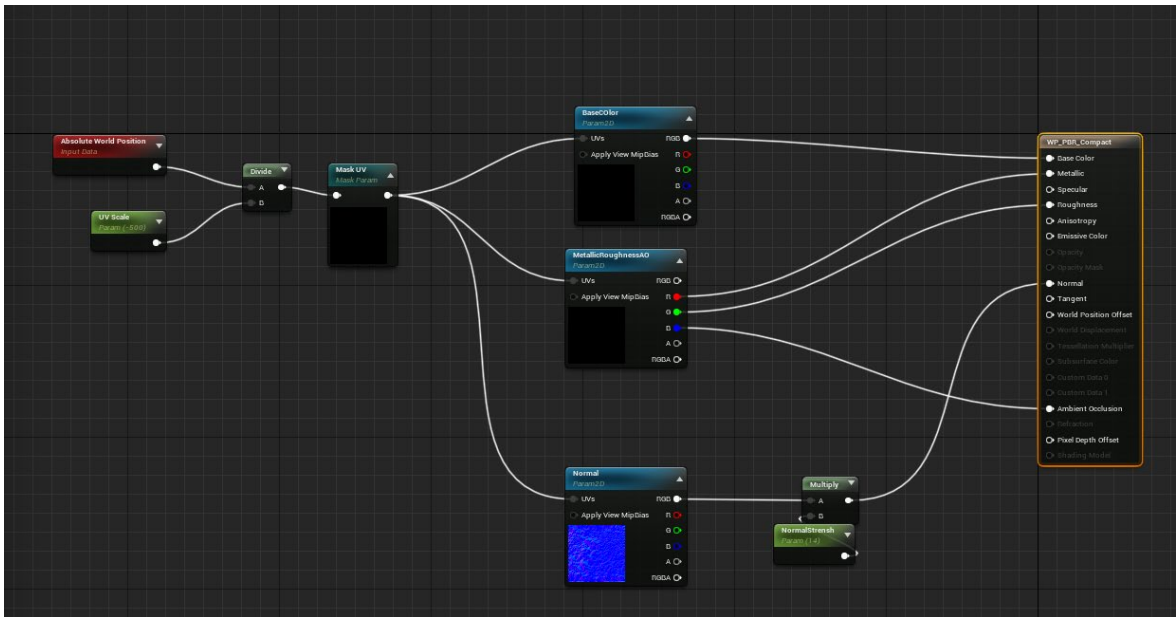 Absolute World Position
Input Data
UV Scale
Param (-500)
Divide
A
B
Mask UV
Mask Param
BaseCOlor
Param2D
UVs
RGB
Apply View MipBias
R
G
B
A
RGBA
MetallicRoughnessAO
Param2D
UVs
RGB
Apply View MipBias
R
G
B
A
RGBA
Normal
Param2D
UVs
RGB
Apply View MipBias
R
G
B
A
RGBA
Multiply
A
B
NormalStrensh
Param (14)
WP_PBR_Compact
Base Color
Metallic
Specular
Roughness
Anisotropy
Emissive Color
Opacity
Opacity Mask
Normal
Tangent
World Position Offset
World Displacement
Tessellation Multiplier
Subsurface Color
Custom Data 0
Custom Data 1
Ambient Occlusion
Refraction
Pixel Depth Offset
Shading Model